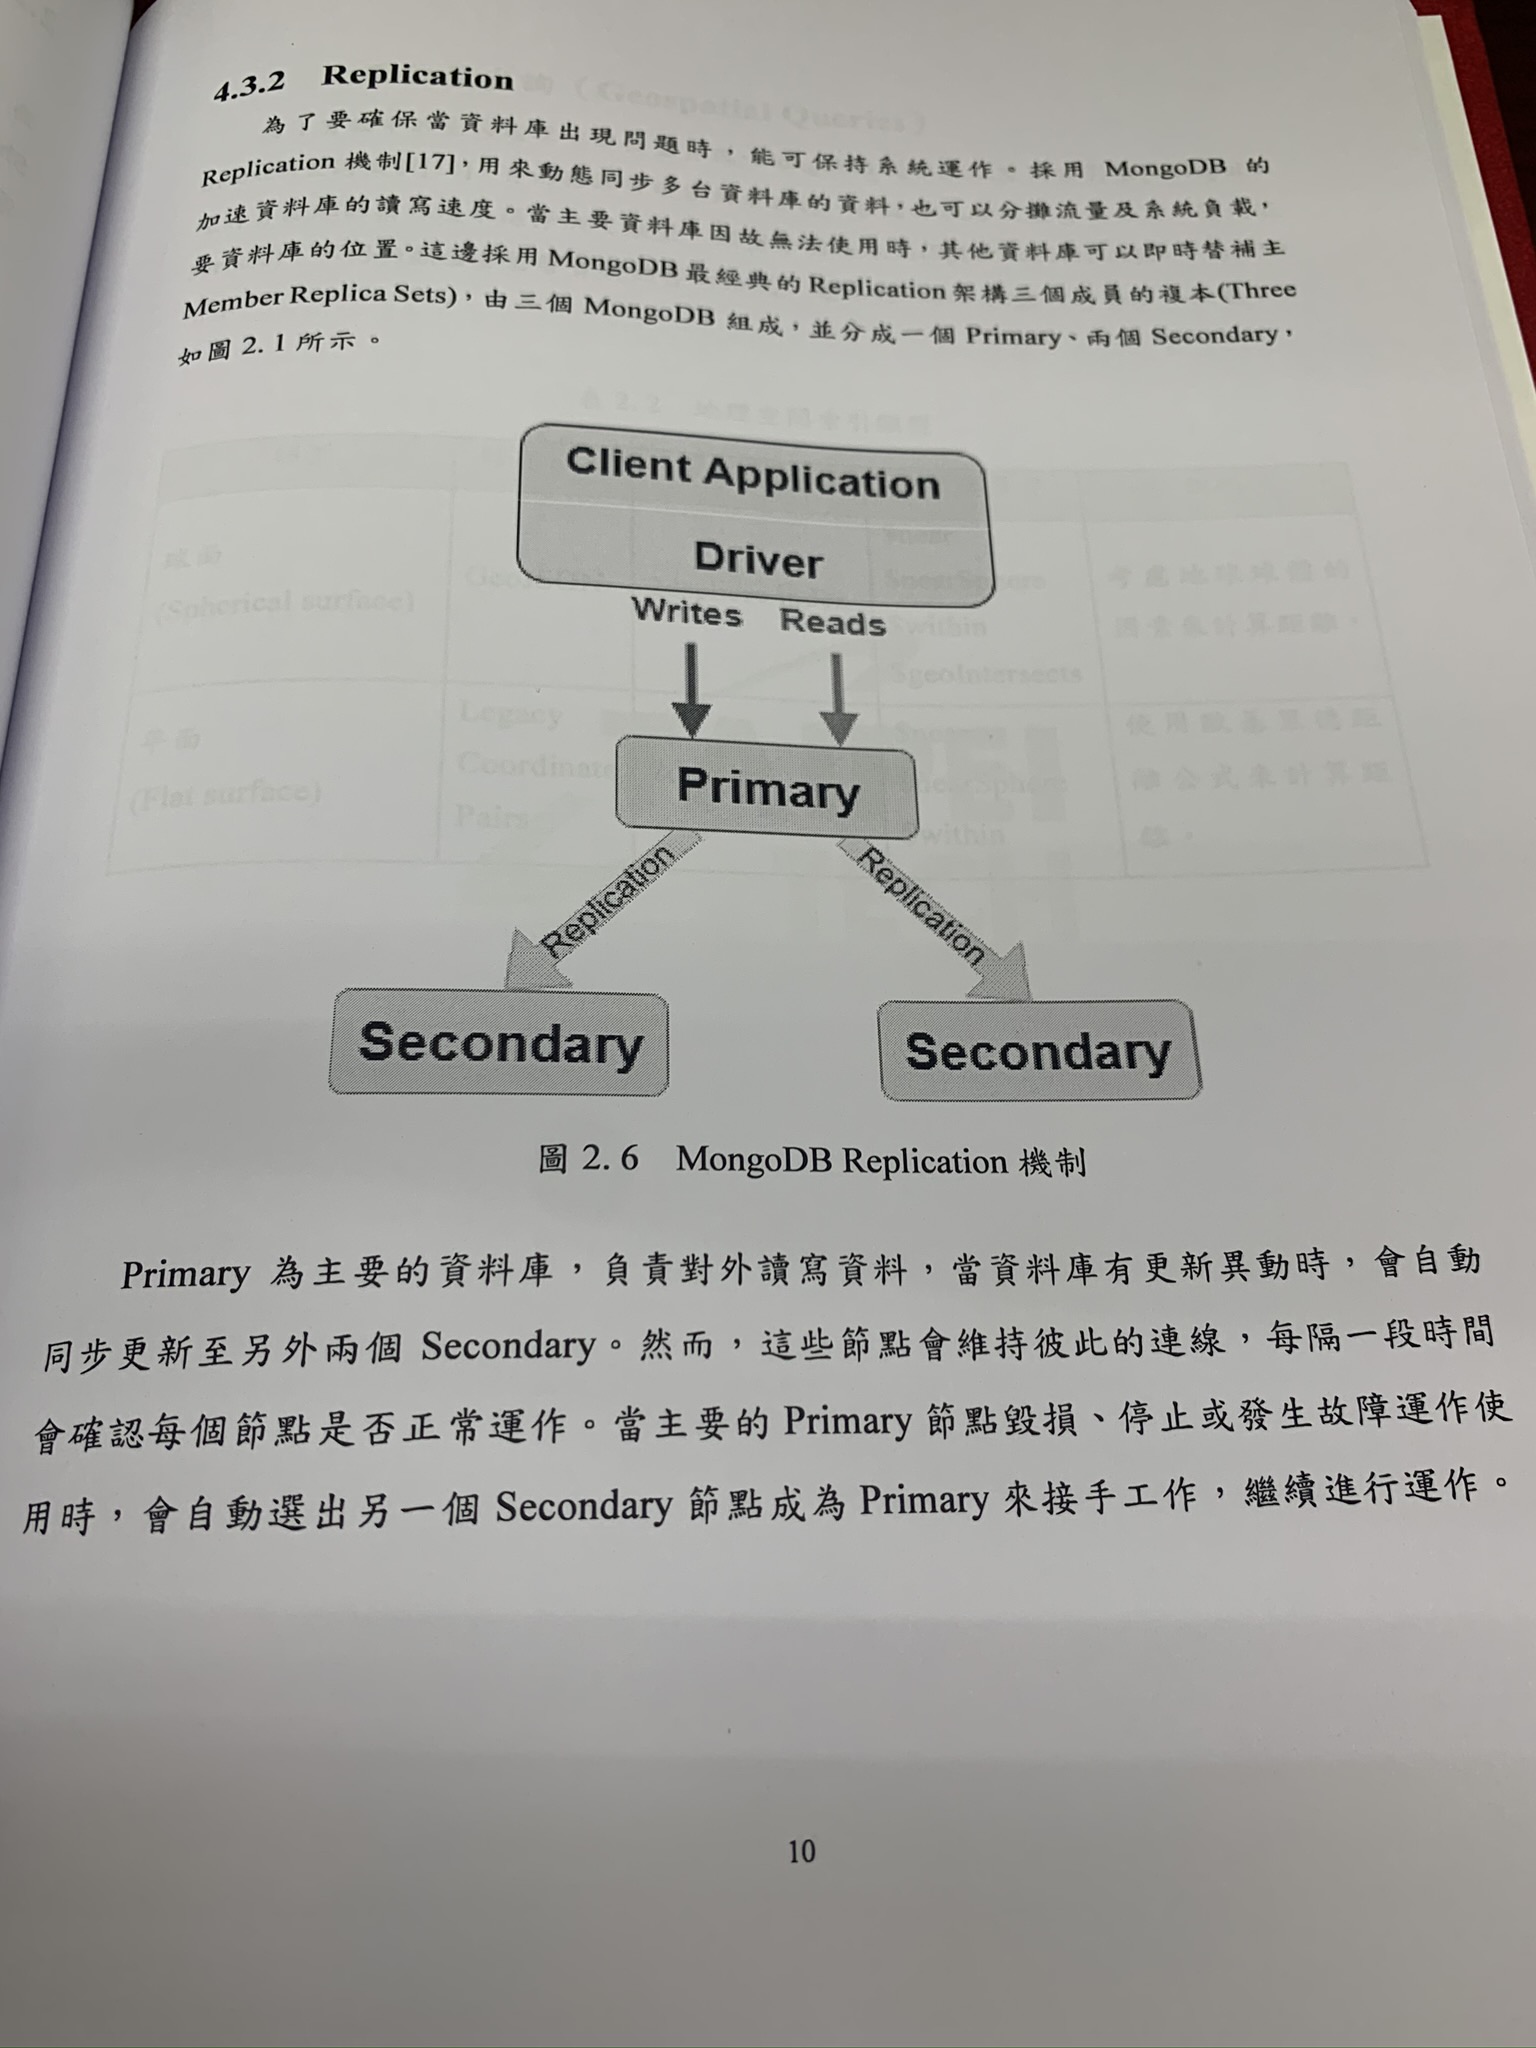 4.3.2 Replication
為了要確保當資料庫出現問題時，能可保持系統運作。採用 MongoDB 的
Replication 機制[17]，用來動態同步多台資料庫的資料，也可以分攤流量及系統負載，
加速資料庫的讀寫速度。當主要資料庫因故無法使用時，其他資料庫可以即時替補主
要資料庫的位置。這邊採用 MongoDB 最經典的 Replication 架構三個成員的複本(Three
Member Replica Sets)，由三個 MongoDB 組成，並分成一個 Primary、兩個 Secondary，
如圖 2. 1 所示。
Client Application
Driver
Writes Reads
Primary
Replication Replication
Secondary Secondary
圖 2. 6 MongoDB Replication 機制
Primary 為主要的資料庫，負責對外讀寫資料，當資料庫有更新異動時，會自動
同步更新至另外兩個 Secondary。然而，這些節點會維持彼此的連線，每隔一段時間
會確認每個節點是否正常運作。當主要的 Primary 節點毀損、停止或發生故障運作使
用時，會自動選出另一個 Secondary 節點成為 Primary 來接手工作，繼續進行運作。
10